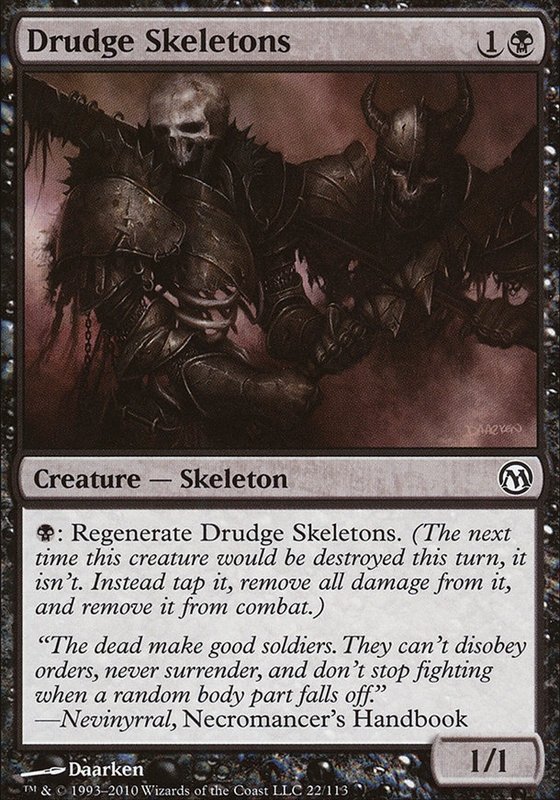 Drudge Skeletons 1
DAARKEN
Creature — Skeleton
: Regenerate Drudge Skeletons. (The next
time this creature would be destroyed this turn, it
isn't. Instead tap it, remove all damage from it,
and remove it from combat.)
"The dead make good soldiers. They can't disobey
orders, never surrender, and don't stop fighting
when a random body part falls off."
—Nevinyrral, Necromancer's Handbook
1/1
Daarken
™ & © 1993–2010 Wizards of the Coast LLC 22/113